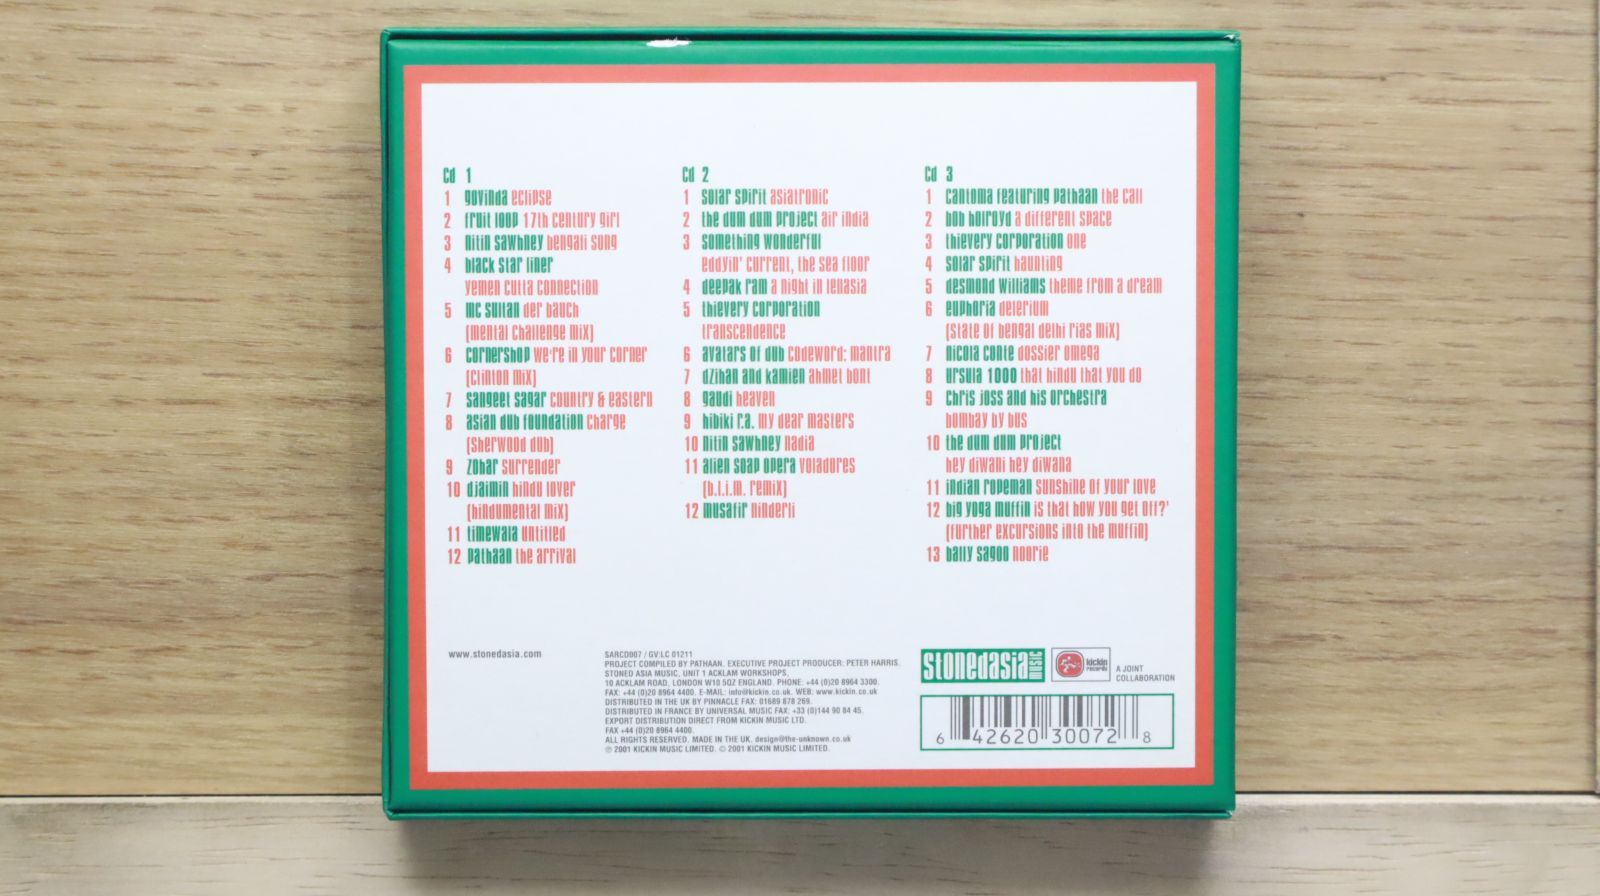 Cd 1
1 govinda eclipse
2 fruit loop 17th century girl
3 nitin sawhney bengali song
4 black star liner
yemen cutta connection
5 mc sultan der bauch
(mental challenge mix)
6 cornershop we're in your corner
(clinton mix)
7 sangeet sagar country & eastern
8 asian dub foundation charge
(sherwood dub)
9 zohar surrender
10 djaimin hindu lover
(hindumental mix)
11 timewala untitled
12 pathaan the arrival
Cd 2
1 solar spirit asiatronic
2 the dum dum project air india
3 something wonderful
eddyin' current, the sea floor
4 deepak ram a night in lenasia
5 thievery corporation
transcendence
6 avatars of dub codeword: mantra
7 dzihan and kamien ahmet bont
8 gaudi heaven
9 hibiki r.a. my dear masters
10 nitin sawhney nadia
11 alien soap opera voladores
(b.l.i.m. remix)
12 musafir ninderli
Cd 3
1 cantoma featuring pathaan the call
2 bob holroyd a different space
3 thievery corporation one
4 solar spirit haunting
5 desmond williams theme from a dream
6 euphoria delerium
(state of bengal delhi rias mix)
7 nicola conte dossier omega
8 ursula 1000 that hindu that you do
9 chris joss and his orchestra
bombay by bus
10 the dum dum project
hey diwani hey diwana
11 indian ropeman sunshine of your love
12 big yoga muffin is that how you get off?'
(further excursions into the muffin)
13 bally sagoo noorie
www.stonedasia.com
SARCD007 / GV:LC 01211
PROJECT COMPILED BY PATHAAN. EXECUTIVE PROJECT PRODUCER: PETER HARRIS.
STONED ASIA MUSIC, UNIT 1 ACKLAM WORKSHOPS,
10 ACKLAM ROAD, LONDON W10 5QZ ENGLAND. PHONE: +44 (0)20 8964 3300.
FAX: +44 (0)20 8964 4400. E-MAIL: info@kickin.co.uk. WEB: www.kickin.co.uk
DISTRIBUTED IN THE UK BY PINNACLE FAX: 01689 878 269.
DISTRIBUTED IN FRANCE BY UNIVERSAL MUSIC FAX: +33 (0)144 90 84 45.
EXPORT DISTRIBUTION DIRECT FROM KICKIN MUSIC LTD.
FAX +44 (0)20 8964 4400.
ALL RIGHTS RESERVED. MADE IN THE UK. design@the-unknown.co.uk
℗ 2001 KICKIN MUSIC LIMITED. © 2001 KICKIN MUSIC LIMITED.
stonedasia music
kickin
records
A JOINT
COLLABORATION
6 42620 30072 8